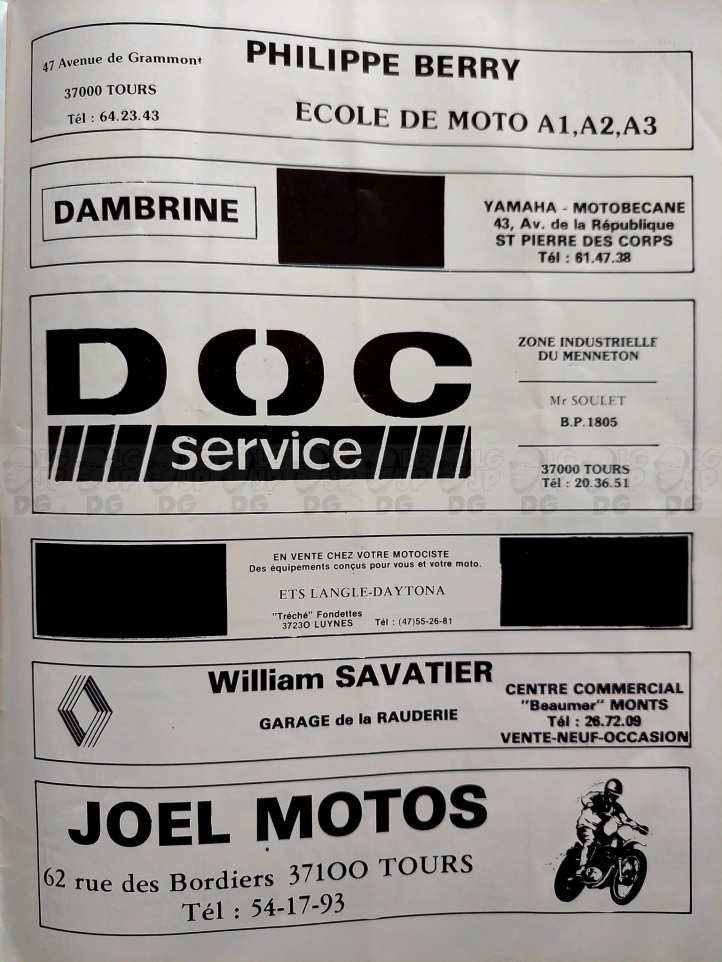 47 Avenue de Grammont
37000 TOURS
Tél : 64.23.43
PHILIPPE BERRY
ECOLE DE MOTO A1,A2,A3
DAMBRINE
YAMAHA - MOTOBECANE
43, Av. de la République
ST PIERRE DES CORPS
Tél : 61.47.38
DOC
service
ZONE INDUSTRIELLE
DU MENNETON
Mr SOULET
B.P.1805
37000 TOURS
Tél : 20.36.51
LG JP
DG
EN VENTE CHEZ VOTRE MOTOCISTE
Des équipements conçus pour vous et votre moto.
ETS LANGLE-DAYTONA
"Tréché" Fondettes
37230 LUYNES Tél : (47)55-26-81
William SAVATIER
GARAGE de la RAUDERIE
CENTRE COMMERCIAL
"Beaumer" MONTS
Tél : 26.72.09
VENTE-NEUF-OCCASION
JOEL MOTOS
62 rue des Bordiers 37100 TOURS
Tél : 54-17-93